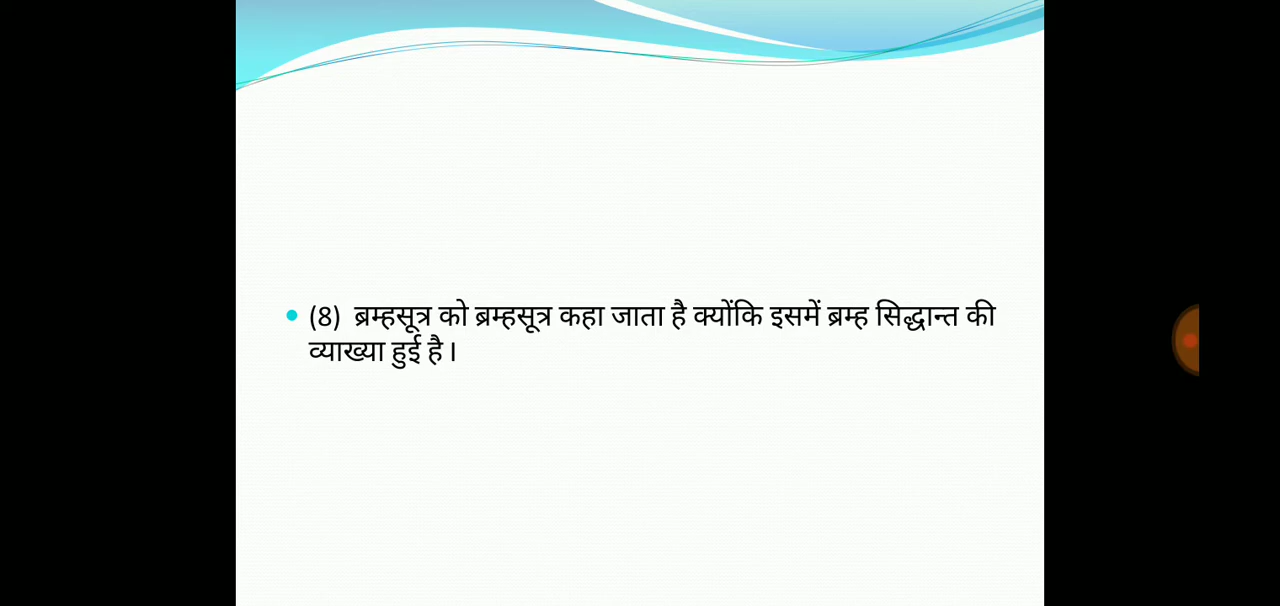 (8) ब्रम्हसूत्र को ब्रम्हसूत्र कहा जाता है क्योंकि इसमें ब्रम्ह सिद्धान्त की
व्याख्या हुई है I